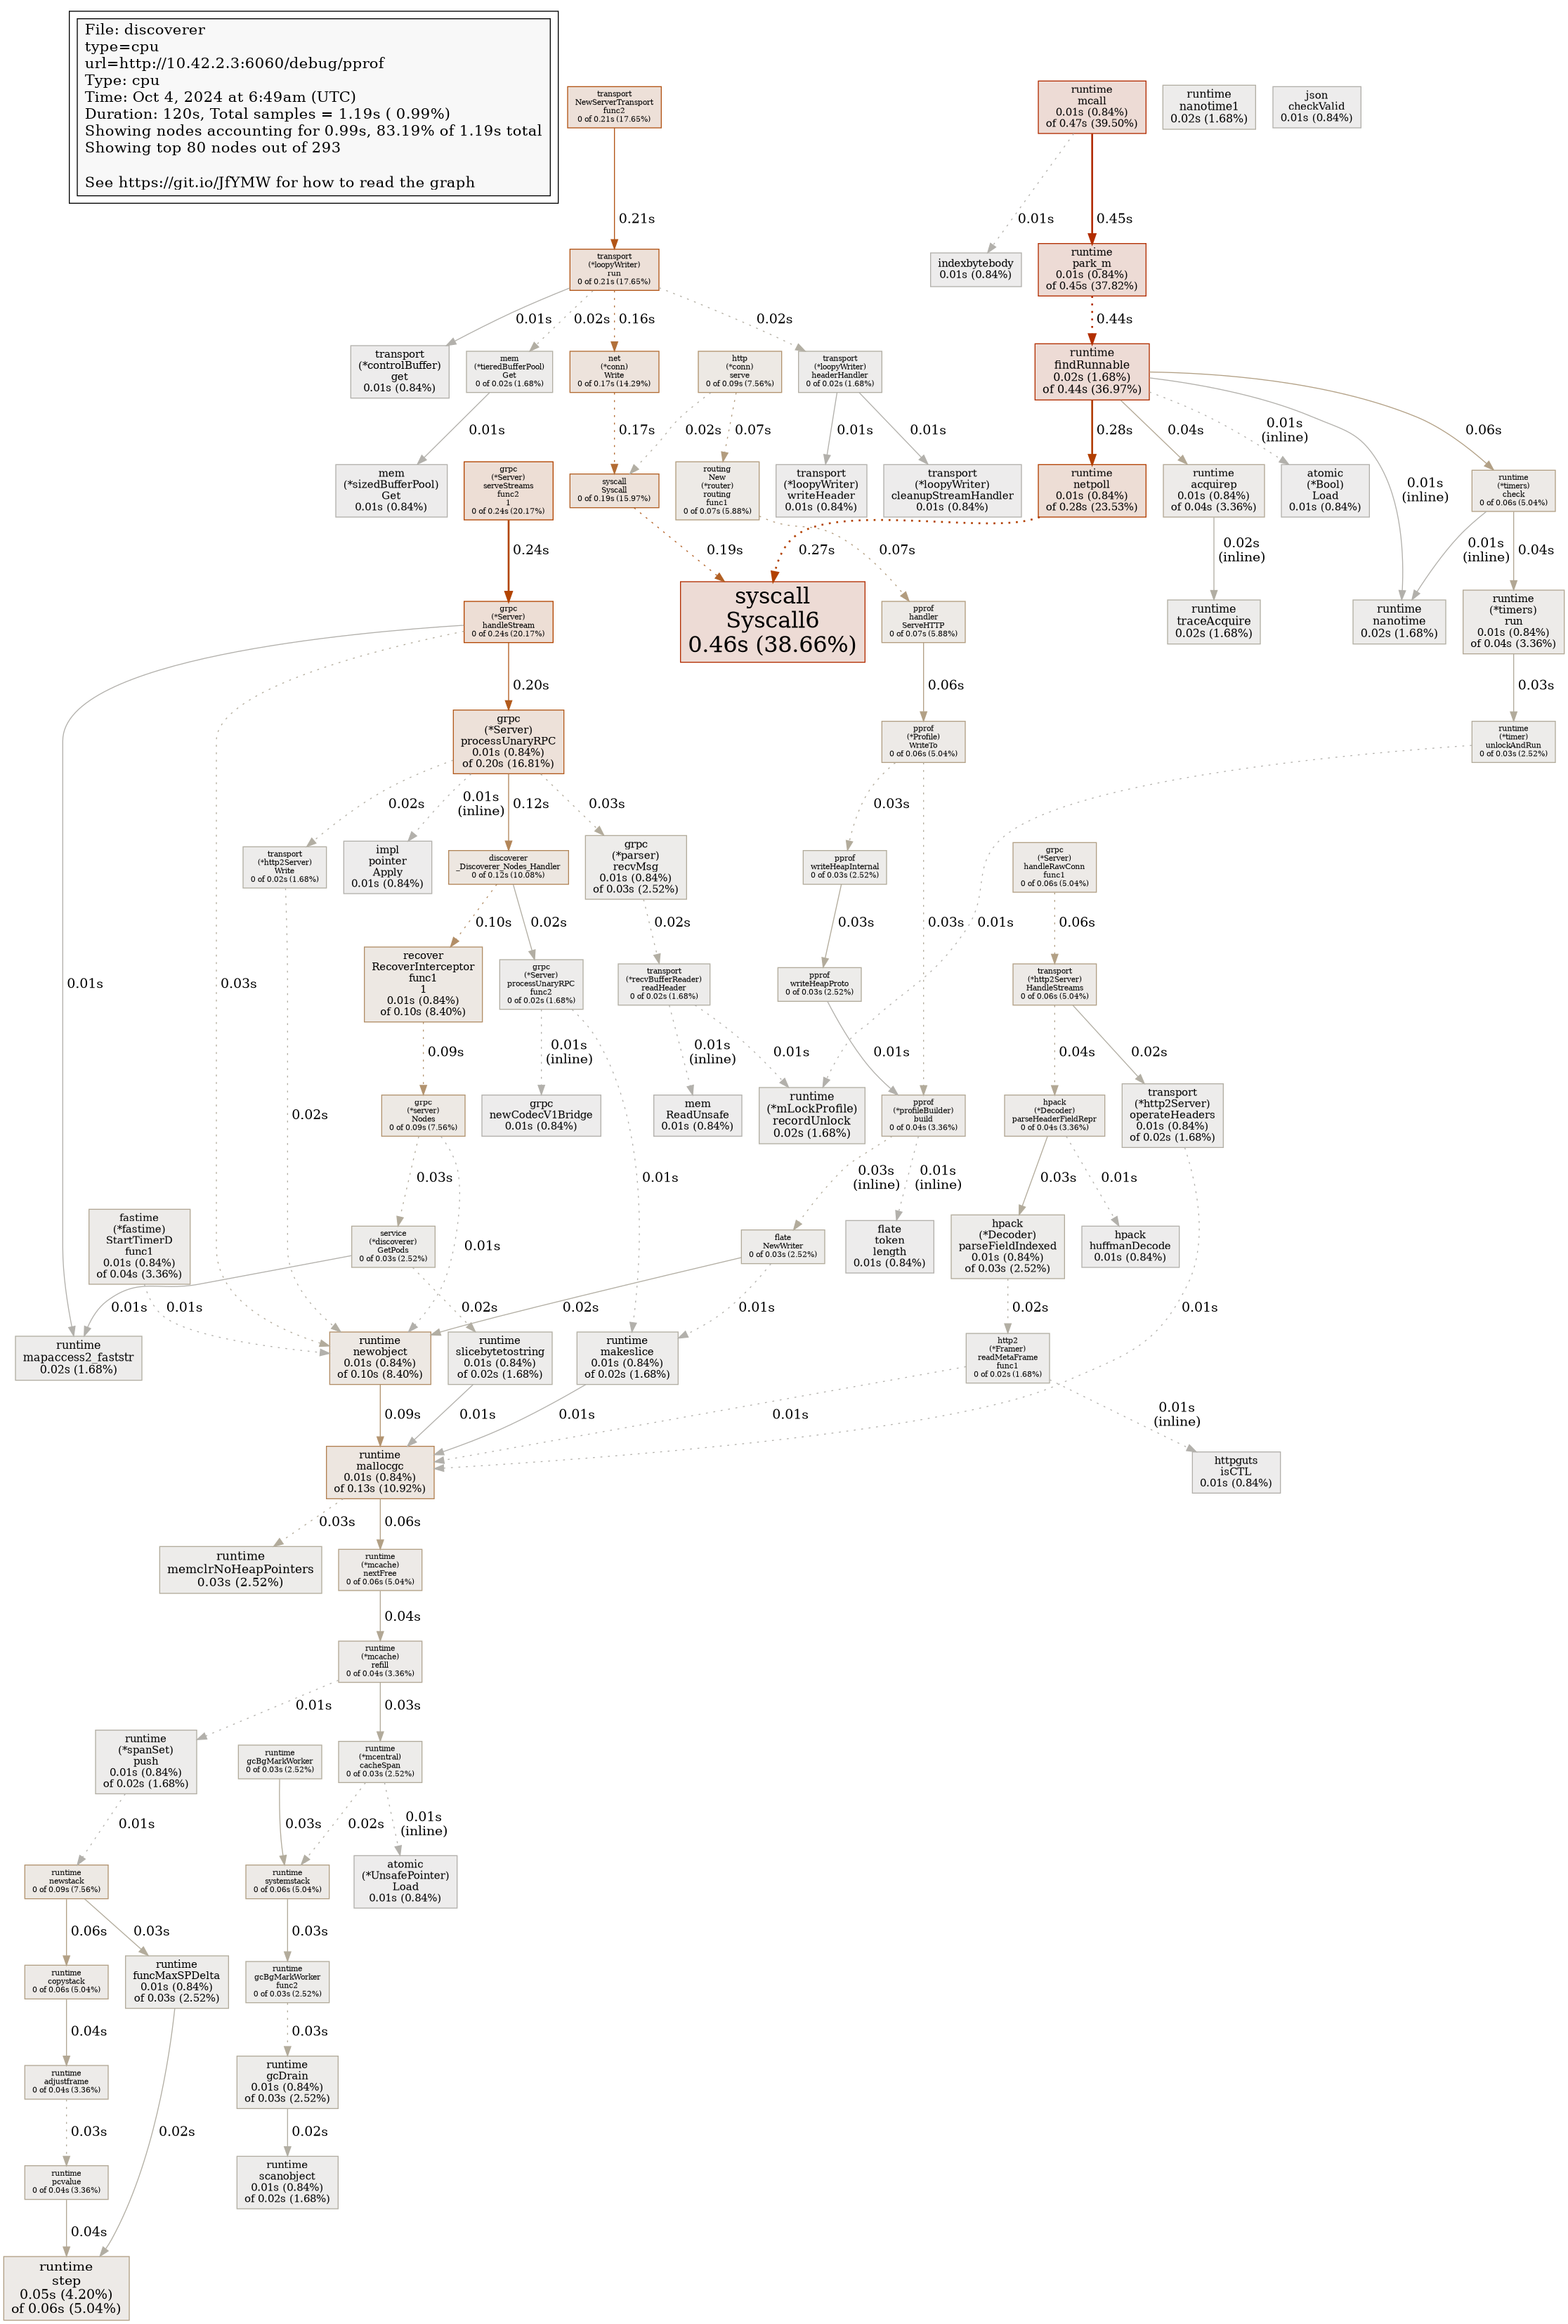 File: discoverer
type=cpu
url=http://10.42.2.3:6060/debug/pprof
Type: cpu
Time: Oct 4, 2024 at 6:49am (UTC)
Duration: 120s, Total samples = 1.19s ( 0.99%)
Showing nodes accounting for 0.99s, 83.19% of 1.19s total
Showing top 80 nodes out of 293
See https://git.io/JfYMW for how to read the graph
transport
NewServerTransport
func2
0 of 0.21s (17.65%)
runtime
mcall
0.01s (0.84%)
of 0.47s (39.50%)
runtime
nanotime1
0.02s (1.68%)
json
checkValid
0.01s (0.84%)
0.21s
0.01s
0.45s
transport
(*loopyWriter)
run
0 of 0.21s (17.65%)
indexbytebody
0.01s (0.84%)
runtime
park_m
0.01s (0.84%)
of 0.45s (37.82%)
0.01s
0.02s
0.16s
0.02s
0.44s
transport
(*controlBuffer)
get
0.01s (0.84%)
mem
(*tieredBufferPool)
Get
0 of 0.02s (1.68%)
net
(*conn)
Write
0 of 0.17s (14.29%)
http
(*conn)
serve
0 of 0.09s (7.56%)
transport
(*loopyWriter)
headerHandler
0 of 0.02s (1.68%)
runtime
findRunnable
0.02s (1.68%)
of 0.44s (36.97%)
0.01s
0.17s
0.02s
0.07s
0.01s
0.01s
0.28s
0.04s
0.01s
(inline)
0.01s
(inline)
0.06s
mem
(*sizedBufferPool)
Get
0.01s (0.84%)
grpc
(*Server)
serveStreams
func2
1
0 of 0.24s (20.17%)
syscall
Syscall
0 of 0.19s (15.97%)
routing
New
(*router)
routing
func1
0 of 0.07s (5.88%)
transport
(*loopyWriter)
writeHeader
0.01s (0.84%)
transport
(*loopyWriter)
cleanupStreamHandler
0.01s (0.84%)
runtime
netpoll
0.01s (0.84%)
of 0.28s (23.53%)
runtime
acquirep
0.01s (0.84%)
of 0.04s (3.36%)
atomic
(*Bool)
Load
0.01s (0.84%)
runtime
(*timers)
check
0 of 0.06s (5.04%)
0.24s
0.19s
0.27s
0.07s
0.02s
(inline)
0.01s
(inline)
0.04s
grpc
(*Server)
handleStream
0 of 0.24s (20.17%)
syscall
Syscall6
0.46s (38.66%)
pprof
handler
ServeHTTP
0 of 0.07s (5.88%)
runtime
traceAcquire
0.02s (1.68%)
runtime
nanotime
0.02s (1.68%)
runtime
(*timers)
run
0.01s (0.84%)
of 0.04s (3.36%)
0.20s
0.06s
0.03s
grpc
(*Server)
processUnaryRPC
0.01s (0.84%)
of 0.20s (16.81%)
pprof
(*Profile)
WriteTo
0 of 0.06s (5.04%)
runtime
(*timer)
unlockAndRun
0 of 0.03s (2.52%)
0.02s
0.01s
(inline)
0.12s
0.03s
0.03s
transport
(*http2Server)
Write
0 of 0.02s (1.68%)
impl
pointer
Apply
0.01s (0.84%)
discoverer
_Discoverer_Nodes_Handler
0 of 0.12s (10.08%)
grpc
(*parser)
recvMsg
0.01s (0.84%)
of 0.03s (2.52%)
pprof
writeHeapInternal
0 of 0.03s (2.52%)
grpc
(*Server)
handleRawConn
func1
0 of 0.06s (5.04%)
0.10s
0.02s
0.02s
0.03s
0.03s
0.01s
0.06s
0.01s
0.03s
recover
RecoverInterceptor
func1
1
0.01s (0.84%)
of 0.10s (8.40%)
grpc
(*Server)
processUnaryRPC
func2
0 of 0.02s (1.68%)
transport
(*recvBufferReader)
readHeader
0 of 0.02s (1.68%)
pprof
writeHeapProto
0 of 0.03s (2.52%)
transport
(*http2Server)
HandleStreams
0 of 0.06s (5.04%)
0.09s
0.01s
(inline)
0.01s
(inline)
0.01s
0.01s
0.04s
0.02s
0.02s
grpc
(*server)
Nodes
0 of 0.09s (7.56%)
grpc
newCodecV1Bridge
0.01s (0.84%)
mem
ReadUnsafe
0.01s (0.84%)
runtime
(*mLockProfile)
recordUnlock
0.02s (1.68%)
pprof
(*profileBuilder)
build
0 of 0.04s (3.36%)
hpack
(*Decoder)
parseHeaderFieldRepr
0 of 0.04s (3.36%)
transport
(*http2Server)
operateHeaders
0.01s (0.84%)
of 0.02s (1.68%)
0.03s
0.01s
0.03s
(inline)
0.01s
(inline)
0.03s
0.01s
fastime
(*fastime)
StartTimerD
func1
0.01s (0.84%)
of 0.04s (3.36%)
service
(*discoverer)
GetPods
0 of 0.03s (2.52%)
0.01s
flate
NewWriter
0 of 0.03s (2.52%)
flate
token
length
0.01s (0.84%)
hpack
(*Decoder)
parseFieldIndexed
0.01s (0.84%)
of 0.03s (2.52%)
hpack
huffmanDecode
0.01s (0.84%)
0.01s
0.01s
0.02s
0.02s
0.01s
0.02s
0.01s
runtime
mapaccess2_faststr
0.02s (1.68%)
runtime
newobject
0.01s (0.84%)
of 0.10s (8.40%)
runtime
slicebytetostring
0.01s (0.84%)
of 0.02s (1.68%)
runtime
makeslice
0.01s (0.84%)
of 0.02s (1.68%)
http2
(*Framer)
readMetaFrame
func1
0 of 0.02s (1.68%)
0.09s
0.01s
0.01s
0.01s
0.01s
(inline)
runtime
mallocgc
0.01s (0.84%)
of 0.13s (10.92%)
httpguts
isCTL
0.01s (0.84%)
0.03s
0.06s
runtime
memclrNoHeapPointers
0.03s (2.52%)
runtime
(*mcache)
nextFree
0 of 0.06s (5.04%)
0.04s
runtime
(*mcache)
refill
0 of 0.04s (3.36%)
0.01s
0.03s
runtime
(*spanSet)
push
0.01s (0.84%)
of 0.02s (1.68%)
runtime
gcBgMarkWorker
0 of 0.03s (2.52%)
runtime
(*mcentral)
cacheSpan
0 of 0.03s (2.52%)
0.01s
0.03s
0.02s
0.01s
(inline)
runtime
newstack
0 of 0.09s (7.56%)
runtime
systemstack
0 of 0.06s (5.04%)
atomic
(*UnsafePointer)
Load
0.01s (0.84%)
0.06s
0.03s
0.03s
runtime
copystack
0 of 0.06s (5.04%)
runtime
funcMaxSPDelta
0.01s (0.84%)
of 0.03s (2.52%)
runtime
gcBgMarkWorker
func2
0 of 0.03s (2.52%)
0.04s
0.03s
runtime
adjustframe
0 of 0.04s (3.36%)
runtime
gcDrain
0.01s (0.84%)
of 0.03s (2.52%)
0.03s
0.02s
0.02s
runtime
pcvalue
0 of 0.04s (3.36%)
runtime
scanobject
0.01s (0.84%)
of 0.02s (1.68%)
0.04s
runtime
step
0.05s (4.20%)
of 0.06s (5.04%)